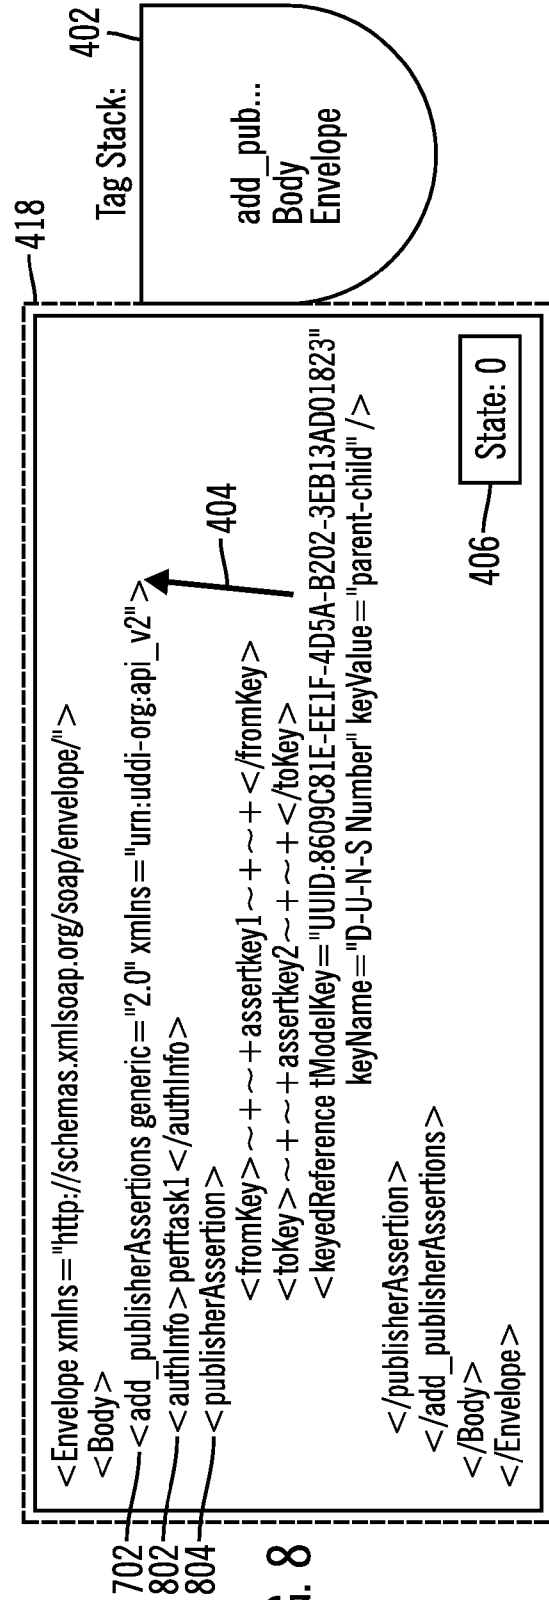 418
Tag Stack:
402
<Envelope xmlns="http://schemas.xmlsoap.org/soap/envelope/">
<Body>
702
<add_publisherAssertions generic="2.0" xmlns="urn:uddi-org:api_v2">
802
<authInfo>perftask1</authInfo>
804
<publisherAssertion>
404
<fromKey>~+~+assertkey1~+~+</fromKey>
<toKey>~+~+assertkey2~+~+</toKey>
<keyedReference tModelKey="UUID:8609C81E-EE1F-4D5A-B202-3EB13AD01823"
keyName="D-U-N-S Number" keyValue="parent-child" />
</publisherAssertion>
</add_publisherAssertions>
</Body>
</Envelope>
406
State: 0
add_pub...
Body
Envelope
8